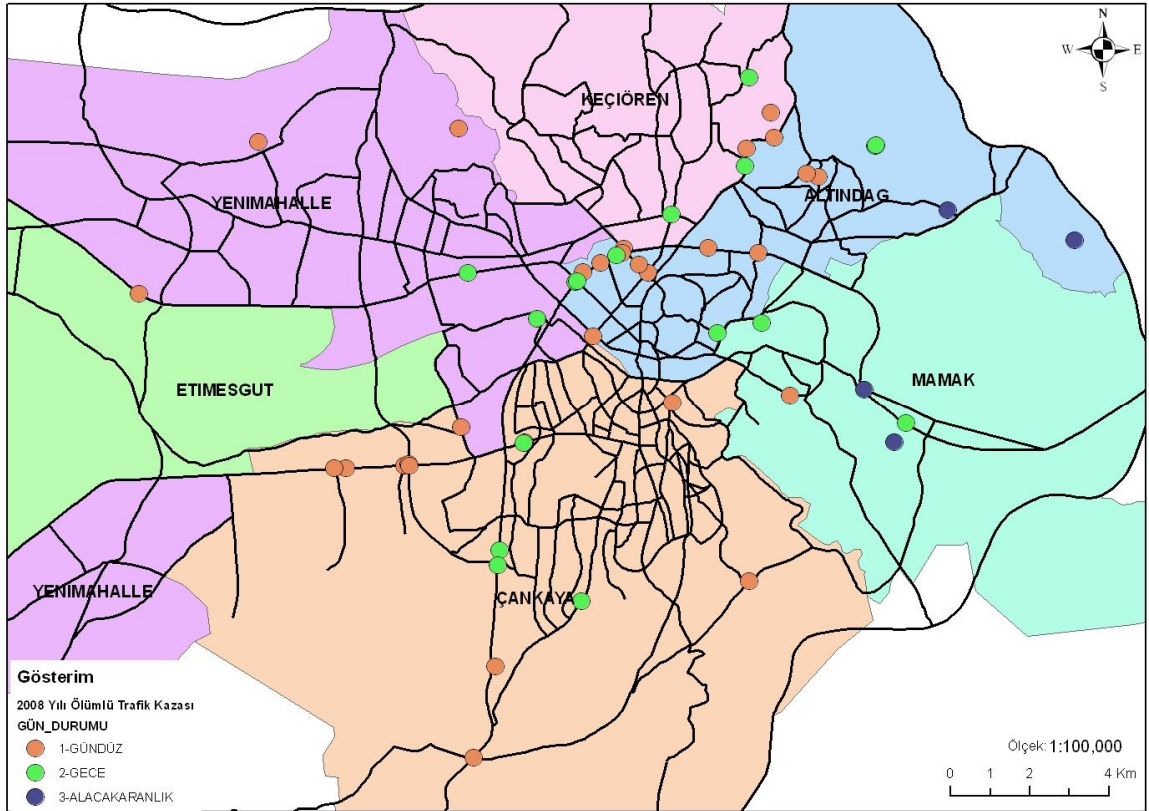 N
W E
S
KEÇİÖREN
YENIMAHALLE
ALTINDAG
ETIMESGUT
MAMAK
YENIMAHALLE
ÇANKAYA
Gösterim
2008 Yılı Ölümlü Trafik Kazası
GÜN_DURUMU
1-GÜNDÜZ
2-GECE
3-ALACAKARANLIK
Ölçek: 1:100,000
0 1 2 4 Km